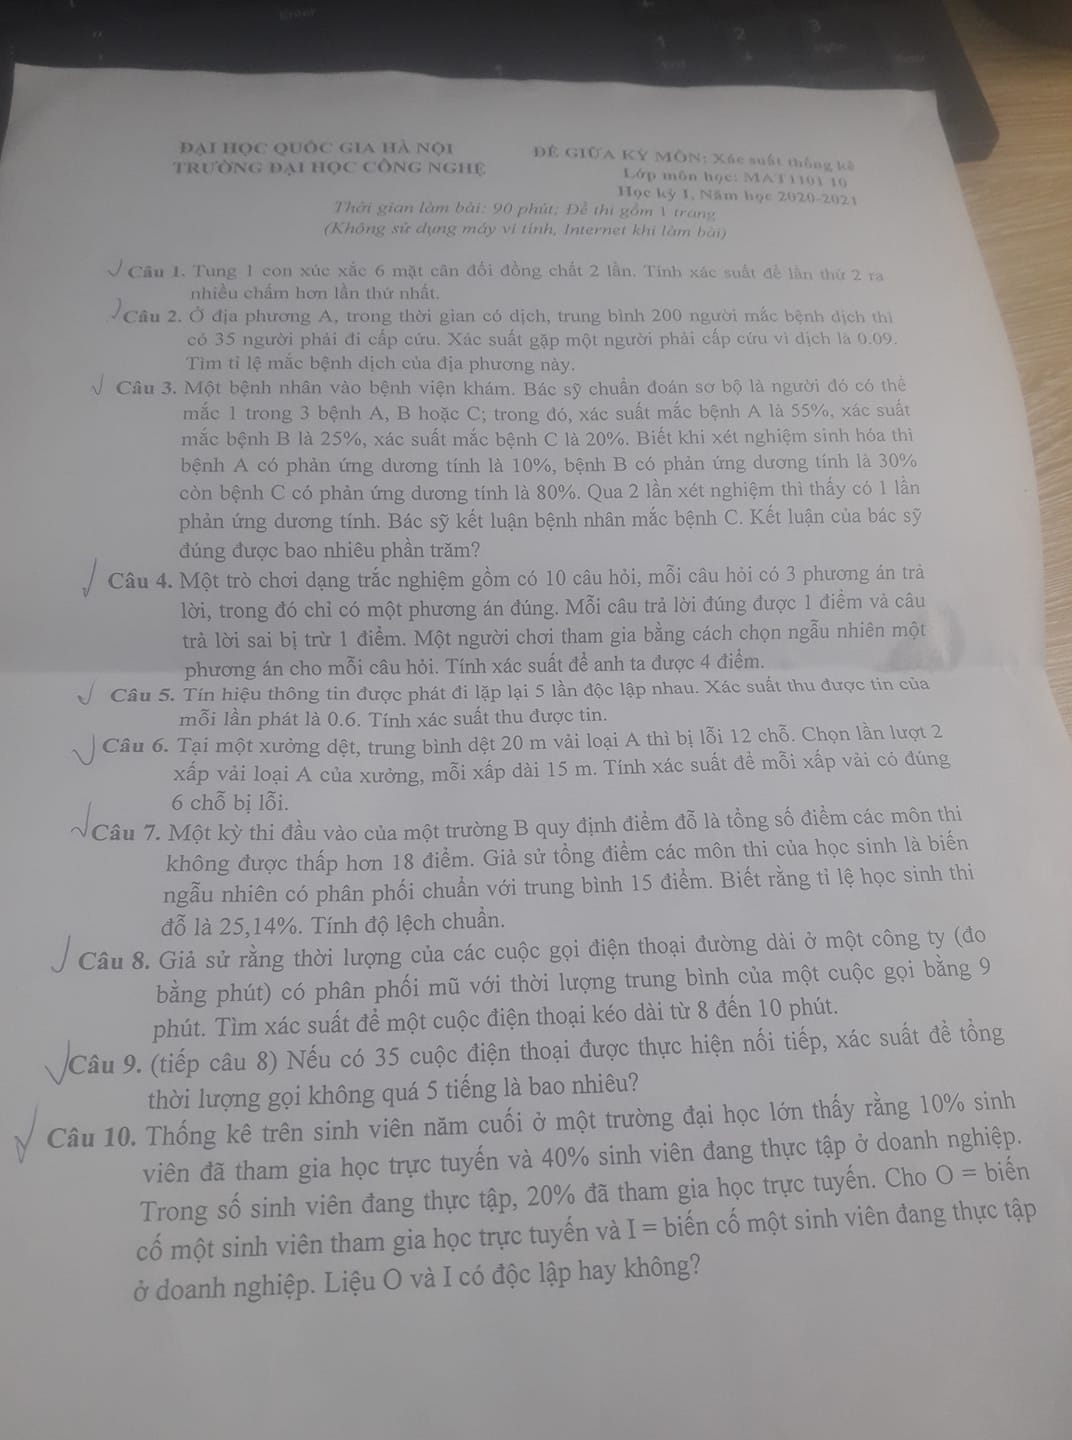 ĐẠI HỌC QUỐC GIA HÀ NỘI
TRƯỜNG ĐẠI HỌC CÔNG NGHỆ
ĐỀ GIỮA KỲ MÔN: Xác suất thống kê
Lớp môn học: MAT1101 10
Học kỳ 1, Năm học 2020-2021
Thời gian làm bài: 90 phút; Đề thi gồm 1 trang
(Không sử dụng máy vi tính, Internet khi làm bài)
Câu 1. Tung 1 con xúc xắc 6 mặt cân đối đồng chất 2 lần. Tính xác suất để lần thứ 2 ra
nhiều chấm hơn lần thứ nhất.
Câu 2. Ở địa phương A, trong thời gian có dịch, trung bình 200 người mắc bệnh dịch thì
có 35 người phải đi cấp cứu. Xác suất gặp một người phải cấp cứu vì dịch là 0.09.
Tìm tỉ lệ mắc bệnh dịch của địa phương này.
Câu 3. Một bệnh nhân vào bệnh viện khám. Bác sỹ chuẩn đoán sơ bộ là người đó có thể
mắc 1 trong 3 bệnh A, B hoặc C; trong đó, xác suất mắc bệnh A là 55%, xác suất
mắc bệnh B là 25%, xác suất mắc bệnh C là 20%. Biết khi xét nghiệm sinh hóa thì
bệnh A có phản ứng dương tính là 10%, bệnh B có phản ứng dương tính là 30%
còn bệnh C có phản ứng dương tính là 80%. Qua 2 lần xét nghiệm thì thấy có 1 lần
phản ứng dương tính. Bác sỹ kết luận bệnh nhân mắc bệnh C. Kết luận của bác sỹ
đúng được bao nhiêu phần trăm?
Câu 4. Một trò chơi dạng trắc nghiệm gồm có 10 câu hỏi, mỗi câu hỏi có 3 phương án trả
lời, trong đó chỉ có một phương án đúng. Mỗi câu trả lời đúng được 1 điểm và câu
trả lời sai bị trừ 1 điểm. Một người chơi tham gia bằng cách chọn ngẫu nhiên một
phương án cho mỗi câu hỏi. Tính xác suất để anh ta được 4 điểm.
Câu 5. Tín hiệu thông tin được phát đi lặp lại 5 lần độc lập nhau. Xác suất thu được tin của
mỗi lần phát là 0.6. Tính xác suất thu được tin.
Câu 6. Tại một xưởng dệt, trung bình dệt 20 m vải loại A thì bị lỗi 12 chỗ. Chọn lần lượt 2
xấp vải loại A của xưởng, mỗi xấp dài 15 m. Tính xác suất để mỗi xấp vải có đúng
6 chỗ bị lỗi.
Câu 7. Một kỳ thi đầu vào của một trường B quy định điểm đỗ là tổng số điểm các môn thi
không được thấp hơn 18 điểm. Giả sử tổng điểm các môn thi của học sinh là biến
ngẫu nhiên có phân phối chuẩn với trung bình 15 điểm. Biết rằng tỉ lệ học sinh thi
đỗ là 25,14%. Tính độ lệch chuẩn.
Câu 8. Giả sử rằng thời lượng của các cuộc gọi điện thoại đường dài ở một công ty (đo
bằng phút) có phân phối mũ với thời lượng trung bình của một cuộc gọi bằng 9
phút. Tìm xác suất để một cuộc điện thoại kéo dài từ 8 đến 10 phút.
Câu 9. (tiếp câu 8) Nếu có 35 cuộc điện thoại được thực hiện nối tiếp, xác suất để tổng
thời lượng gọi không quá 5 tiếng là bao nhiêu?
Câu 10. Thống kê trên sinh viên năm cuối ở một trường đại học lớn thấy rằng 10% sinh
viên đã tham gia học trực tuyến và 40% sinh viên đang thực tập ở doanh nghiệp.
Trong số sinh viên đang thực tập, 20% đã tham gia học trực tuyến. Cho O = biến
cố một sinh viên tham gia học trực tuyến và I = biến cố một sinh viên đang thực tập
ở doanh nghiệp. Liệu O và I có độc lập hay không?